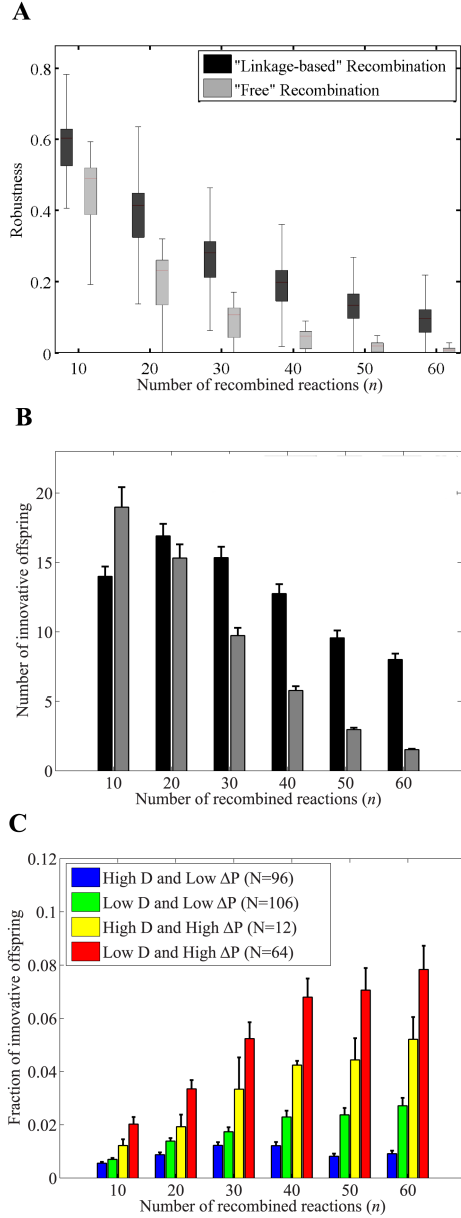 A
"Linkage-based" Recombination
"Free" Recombination
Robustness
0.8
0.6
0.4
0.2
0
10 20 30 40 50 60
Number of recombined reactions (n)
B
Number of innovative offspring
20
15
10
5
0
10 20 30 40 50 60
Number of recombined reactions (n)
C
High D and Low ΔP (N=96)
Low D and Low ΔP (N=106)
High D and High ΔP (N=12)
Low D and High ΔP (N=64)
Fraction of innovative offspring
0.12
0.1
0.08
0.06
0.04
0.02
0
10 20 30 40 50 60
Number of recombined reactions (n)